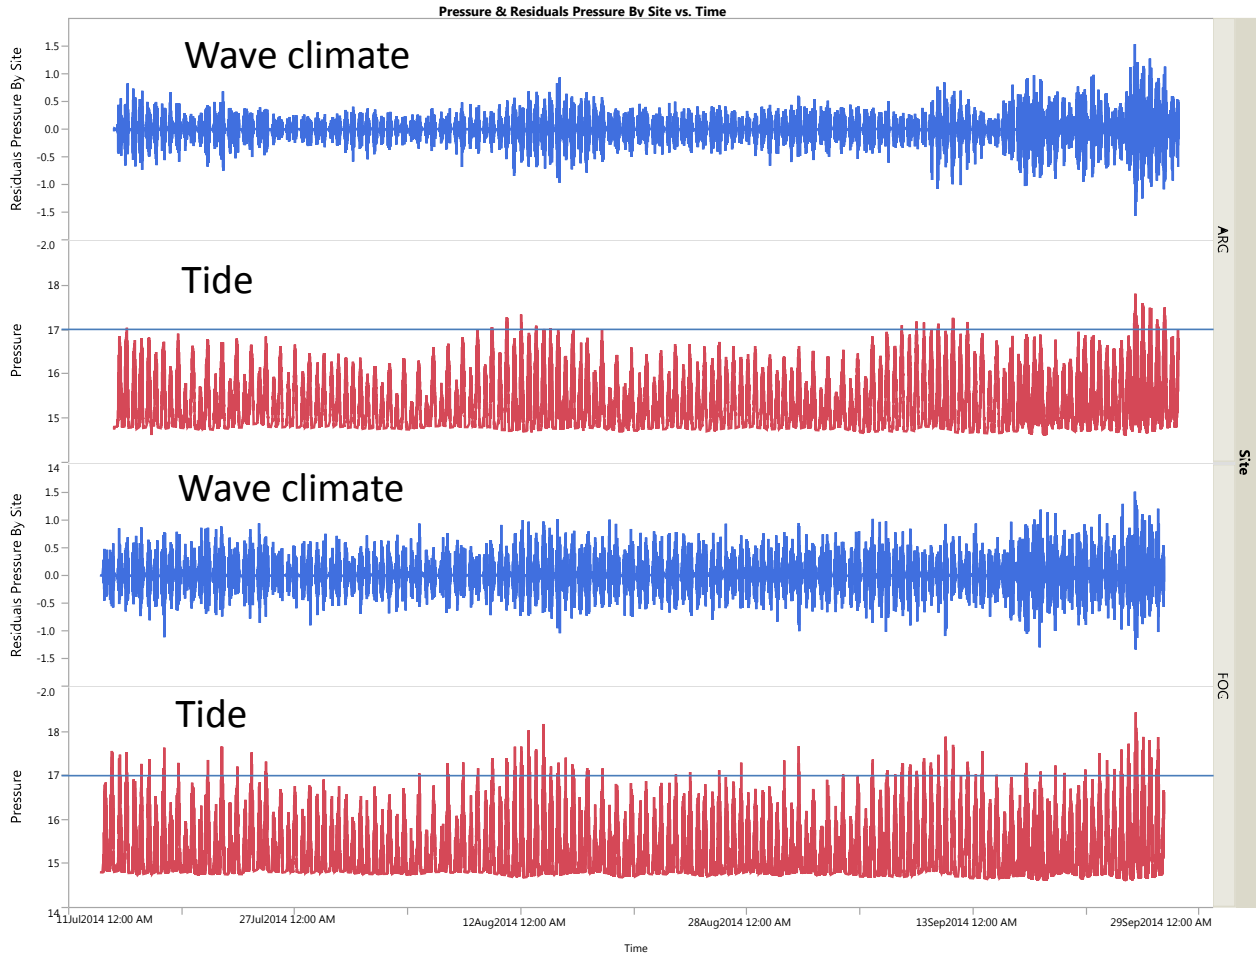 Pressure & Residuals Pressure By Site vs. Time
Wave climate
Residuals Pressure By Site
1.5
1.0
0.5
0.0
-0.5
-1.0
-1.5
-2.0
ARG
Tide
Pressure
18
17
16
15
14
Wave climate
Residuals Pressure By Site
1.5
1.0
0.5
0.0
-0.5
-1.0
-1.5
-2.0
FOG
Tide
Pressure
18
17
16
15
14
Site
11Jul2014 12:00 AM
27Jul2014 12:00 AM
12Aug2014 12:00 AM
28Aug2014 12:00 AM
13Sep2014 12:00 AM
29Sep2014 12:00 AM
Time